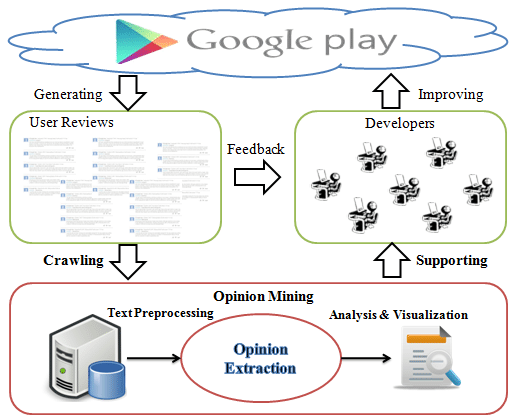 Google play
Generating
Improving
User Reviews
Developers
Feedback
Crawling
Supporting
Opinion Mining
Text Preprocessing
Analysis & Visualization
Opinion
Extraction